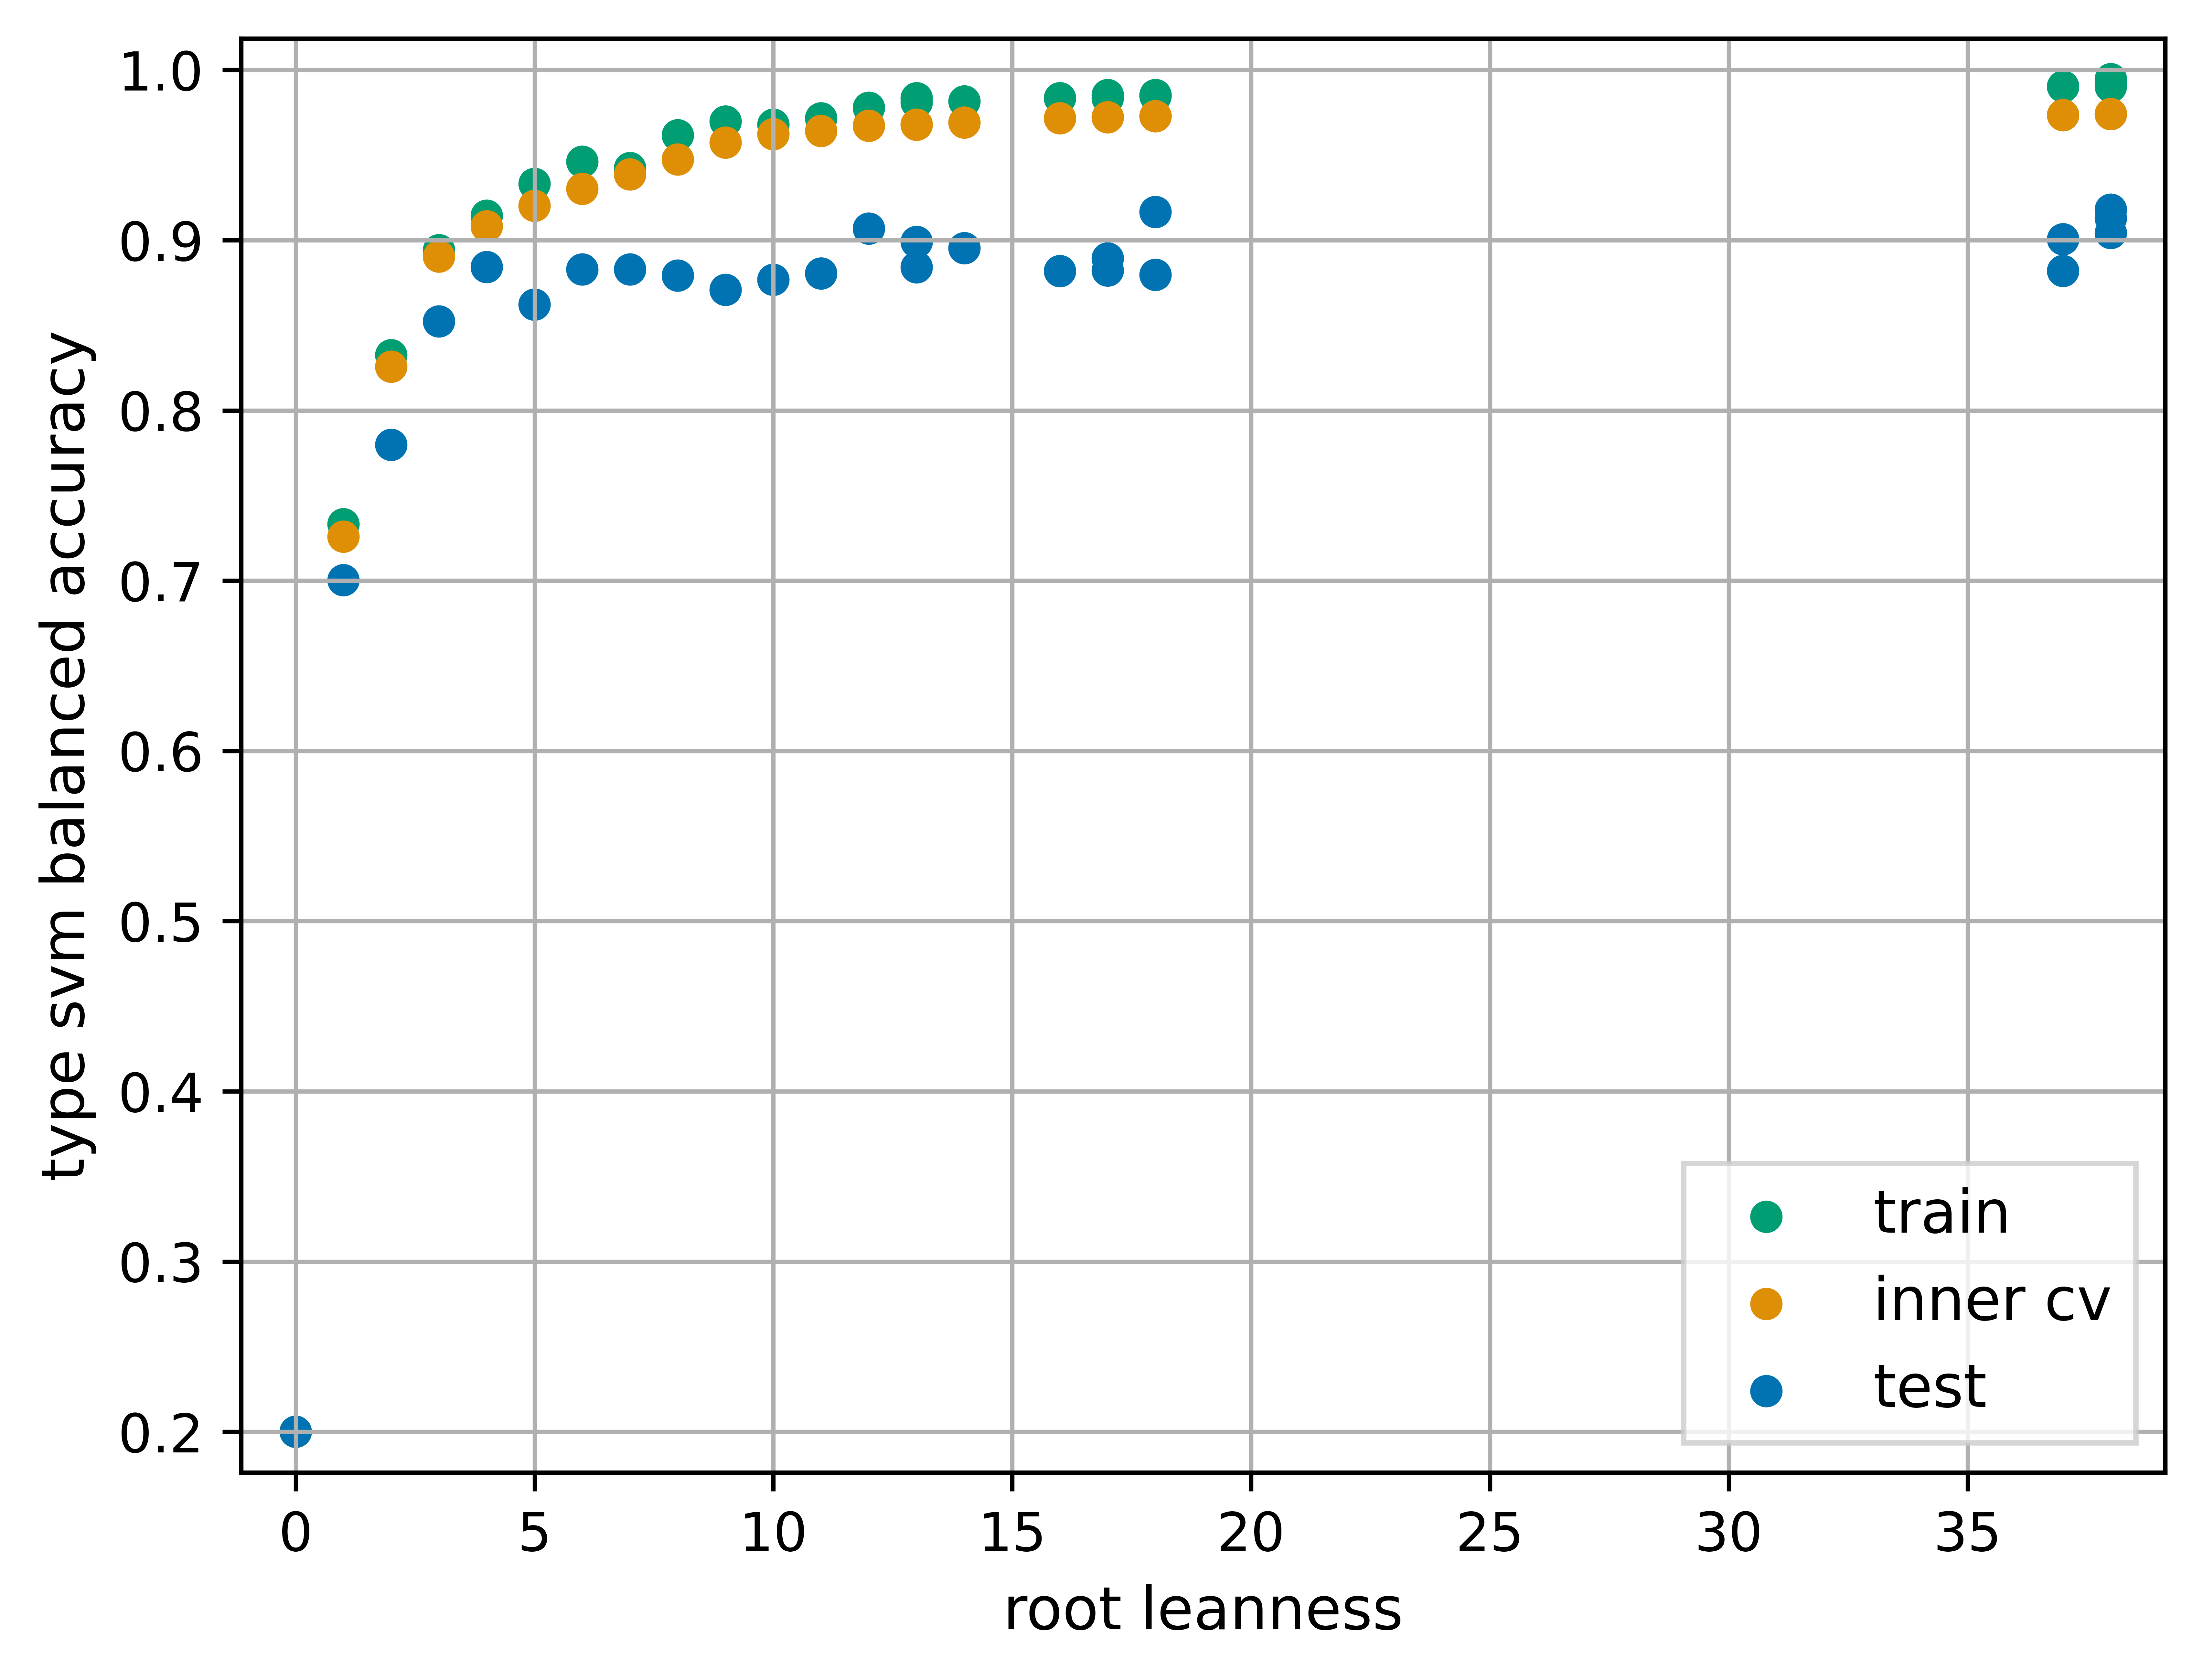 1.0
0.9
0.8
0.7
0.6
0.5
0.4
0.3
0.2
type svm balanced accuracy
train
inner cv
test
0 5 10 15 20 25 30 35
root leanness